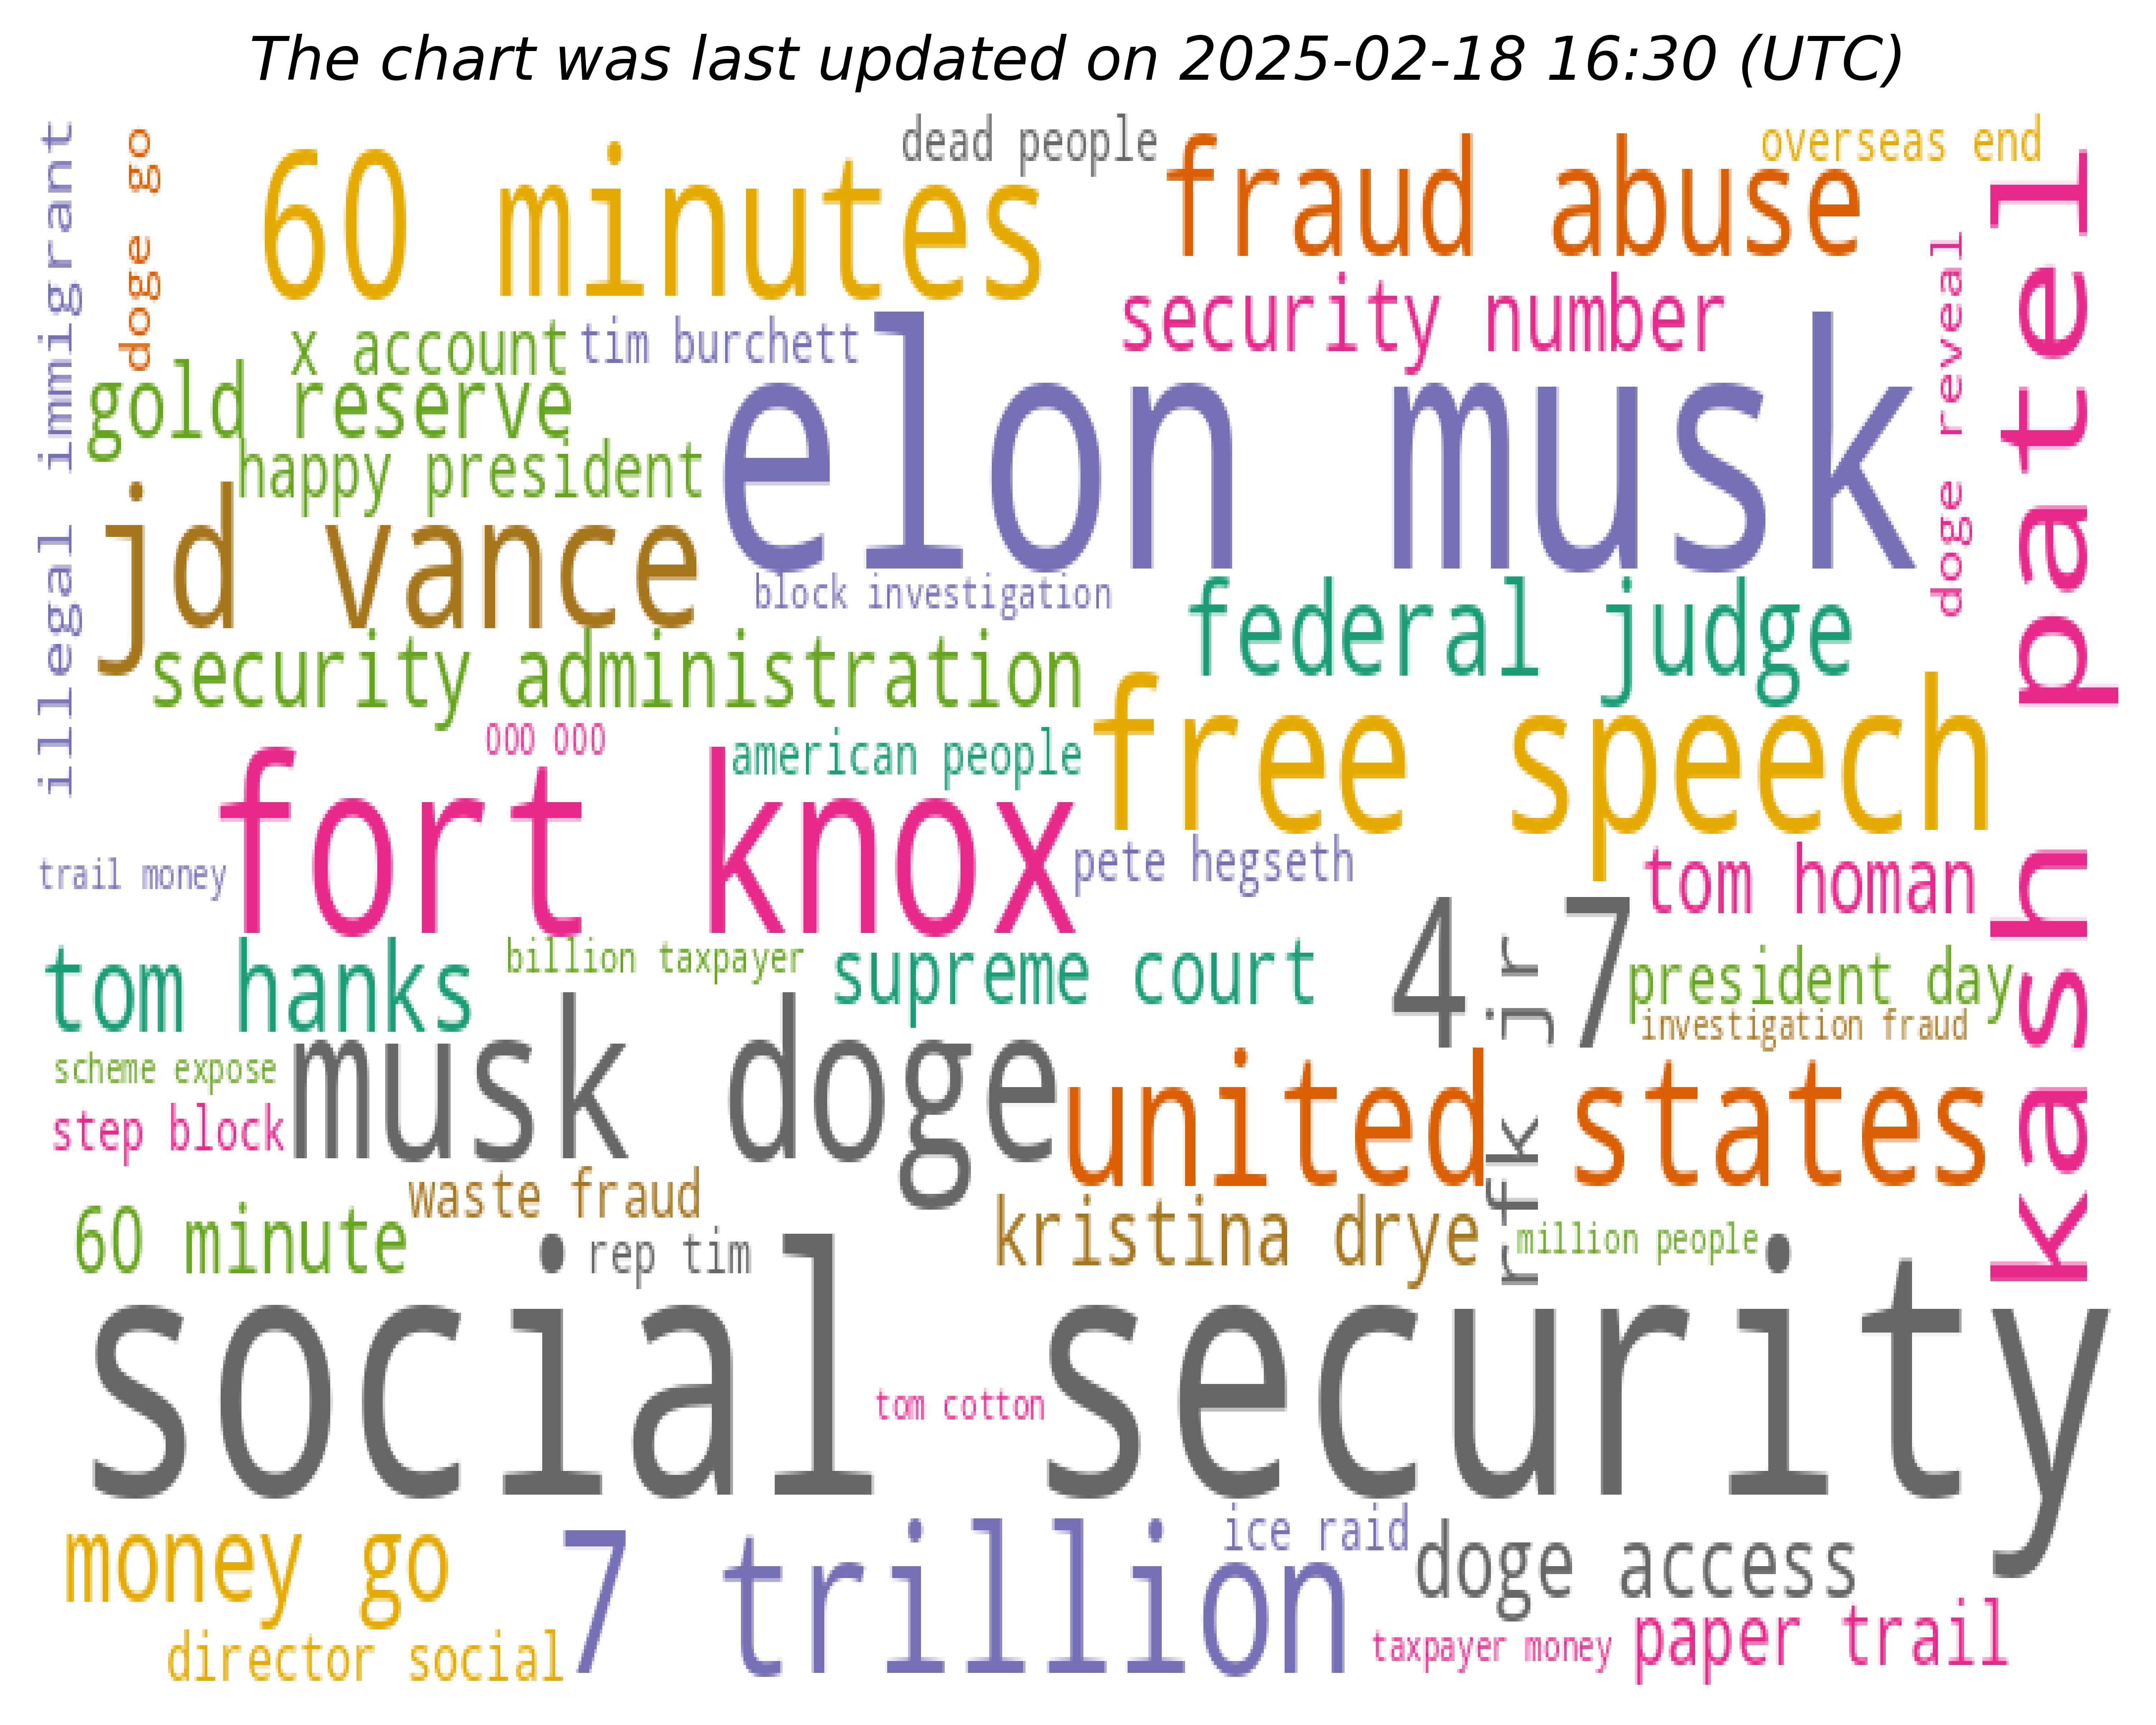 The chart was last updated on 2025-02-18 16:30 (UTC)
illegal immigrant
doge go
60 minutes
dead people
fraud abuse
overseas end
kash patel
security number
doge reveal
x account
tim burchett
elon musk
gold reserve
happy president
jd vance
block investigation
federal judge
security administration
000 000
american people
free speech
fort knox
trail money
pete hegseth
tom homan
4 7
tom hanks
billion taxpayer
supreme court
rfk jr
president day
investigation fraud
scheme expose
musk doge
united states
step block
waste fraud
60 minute
rep tim
kristina drye
million people
social security
tom cotton
money go
7 trillion
ice raid
doge access
director social
taxpayer money
paper trail